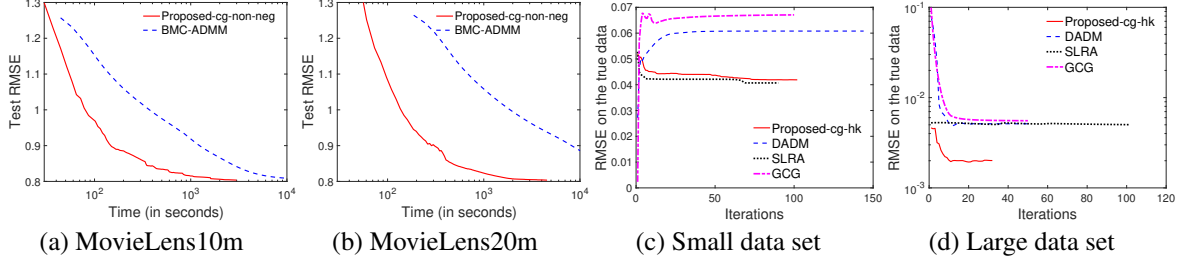 1.3
1.2
1.1
1
0.9
0.8
Test RMSE
Proposed-cg-non-neg
BMC-ADMM
10^2
10^3
10^4
Time (in seconds)
(a) MovieLens10m
1.3
1.2
1.1
1
0.9
0.8
Test RMSE
Proposed-cg-non-neg
BMC-ADMM
10^2
10^3
10^4
Time (in seconds)
(b) MovieLens20m
0.07
0.06
0.05
0.04
0.03
0.02
0.01
0
RMSE on the true data
Proposed-cg-hk
DADM
SLRA
GCG
0
50
100
150
Iterations
(c) Small data set
10^-1
10^-2
10^-3
RMSE on the true data
Proposed-cg-hk
DADM
SLRA
GCG
0
20
40
60
80
100
Iterations
(d) Large data set